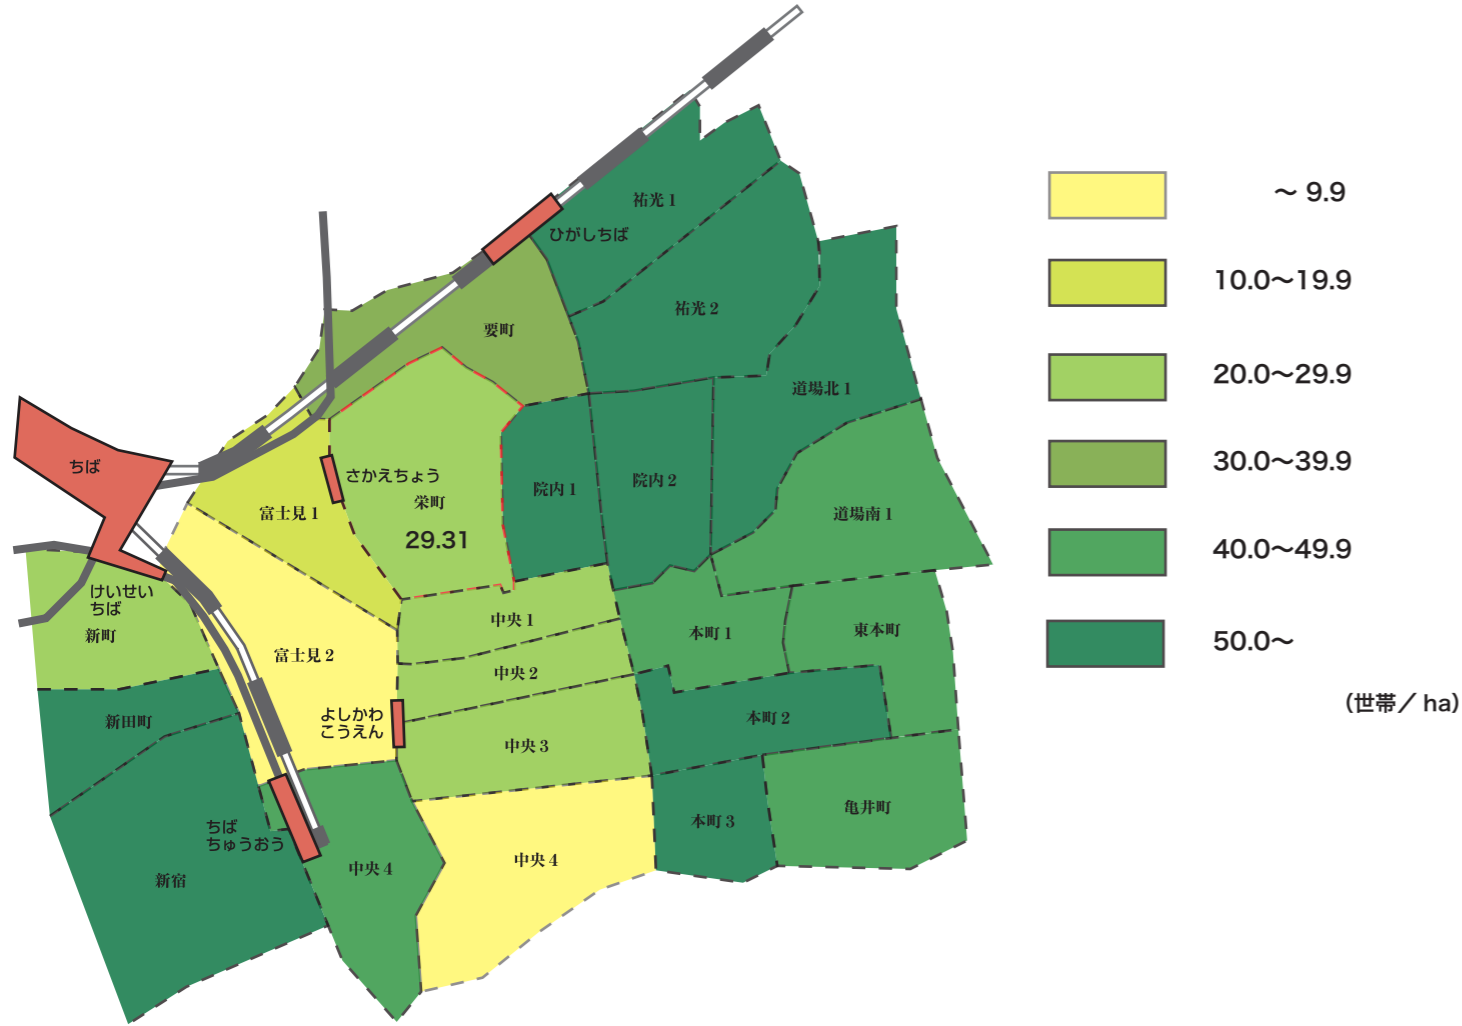 祐光 1
ひがしちば
祐光 2
要町
道場北 1
ちば
さかえちょう
栄町
29.31
富士見 1
院内 1
院内 2
道場南 1
けいせい
ちば
新町
中央 1
中央 2
富士見 2
本町 1
東本町
よしかわ
こうえん
新田町
中央 3
本町 2
ちば
ちゅうおう
新宿
中央 4
中央 4
本町 3
亀井町
～ 9.9
10.0～19.9
20.0～29.9
30.0～39.9
40.0～49.9
50.0～
（世帯／ ha）